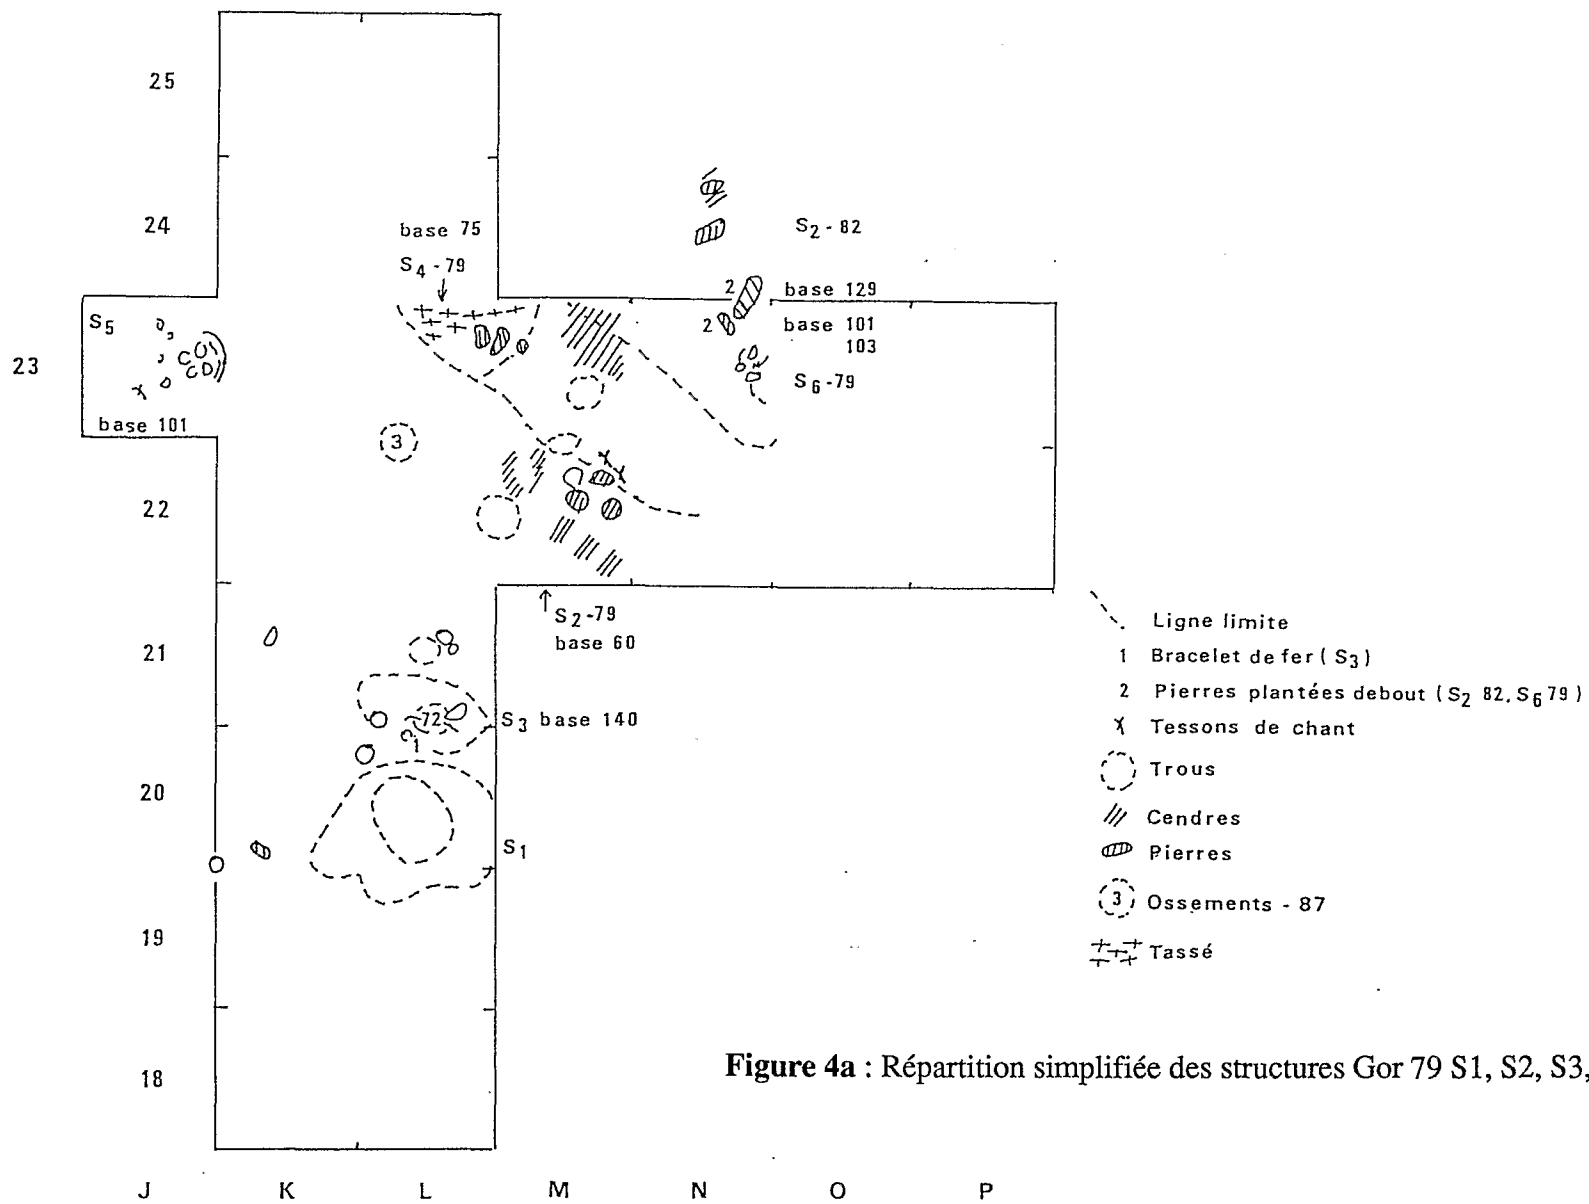 25
24
base 75
S4 - 79
S2 - 82
2
base 129
S5
2
base 101
103
23
S6 - 79
base 101
3
22
S2 - 79
base 60
21
72
S3 base 140
20
S1
19
18
Ligne limite
1 Bracelet de fer ( S3 )
2 Pierres plantées debout ( S2 82, S6 79 )
Tessons de chant
Trous
Cendres
Pierres
3 Ossements - 87
Tassé
Figure 4a : Répartition simplifiée des structures Gor 79 S1, S2, S3,
J K L M N O P